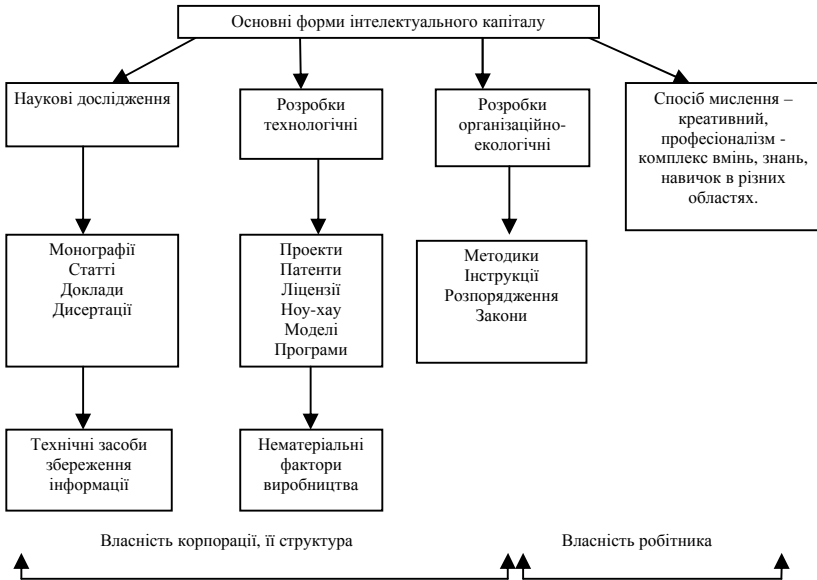 Основні форми інтелектуального капіталу
Наукові дослідження
Розробки
технологічні
Розробки
організаційно-
екологічні
Спосіб мислення –
креативний,
професіоналізм -
комплекс вмінь, знань,
навичок в різних
областях.
Монографії
Статті
Доклади
Дисертації
Проекти
Патенти
Ліцензії
Ноу-хау
Моделі
Програми
Методики
Інструкції
Розпорядження
Закони
Технічні засоби
збереження
інформації
Нематеріальні
фактори
виробництва
Власність корпорації, її структура
Власність робітника